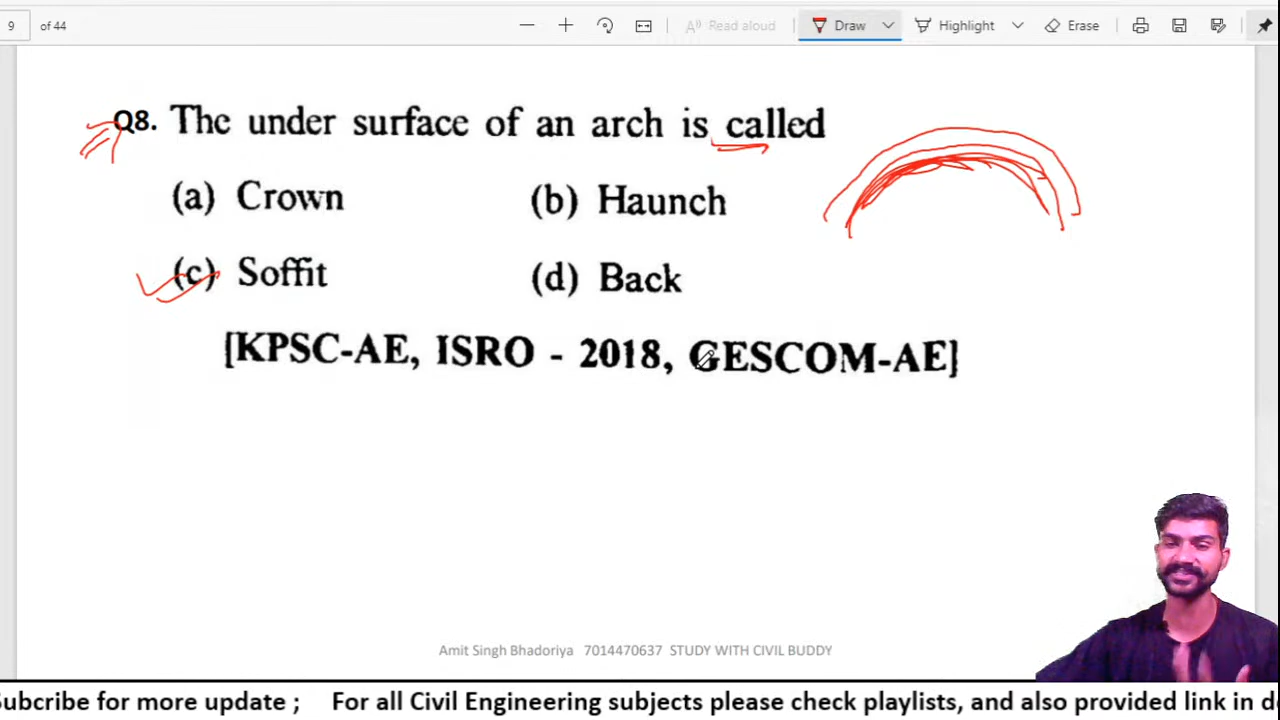 9 of 44 Read aloud Draw Highlight Erase
Q8. The under surface of an arch is called
(a) Crown (b) Haunch
(c) Soffit (d) Back
[KPSC-AE, ISRO - 2018, GESCOM-AE]
Amit Singh Bhadoriya 7014470637 STUDY WITH CIVIL BUDDY
Subcribe for more update ; For all Civil Engineering subjects please check playlists, and also provided link in